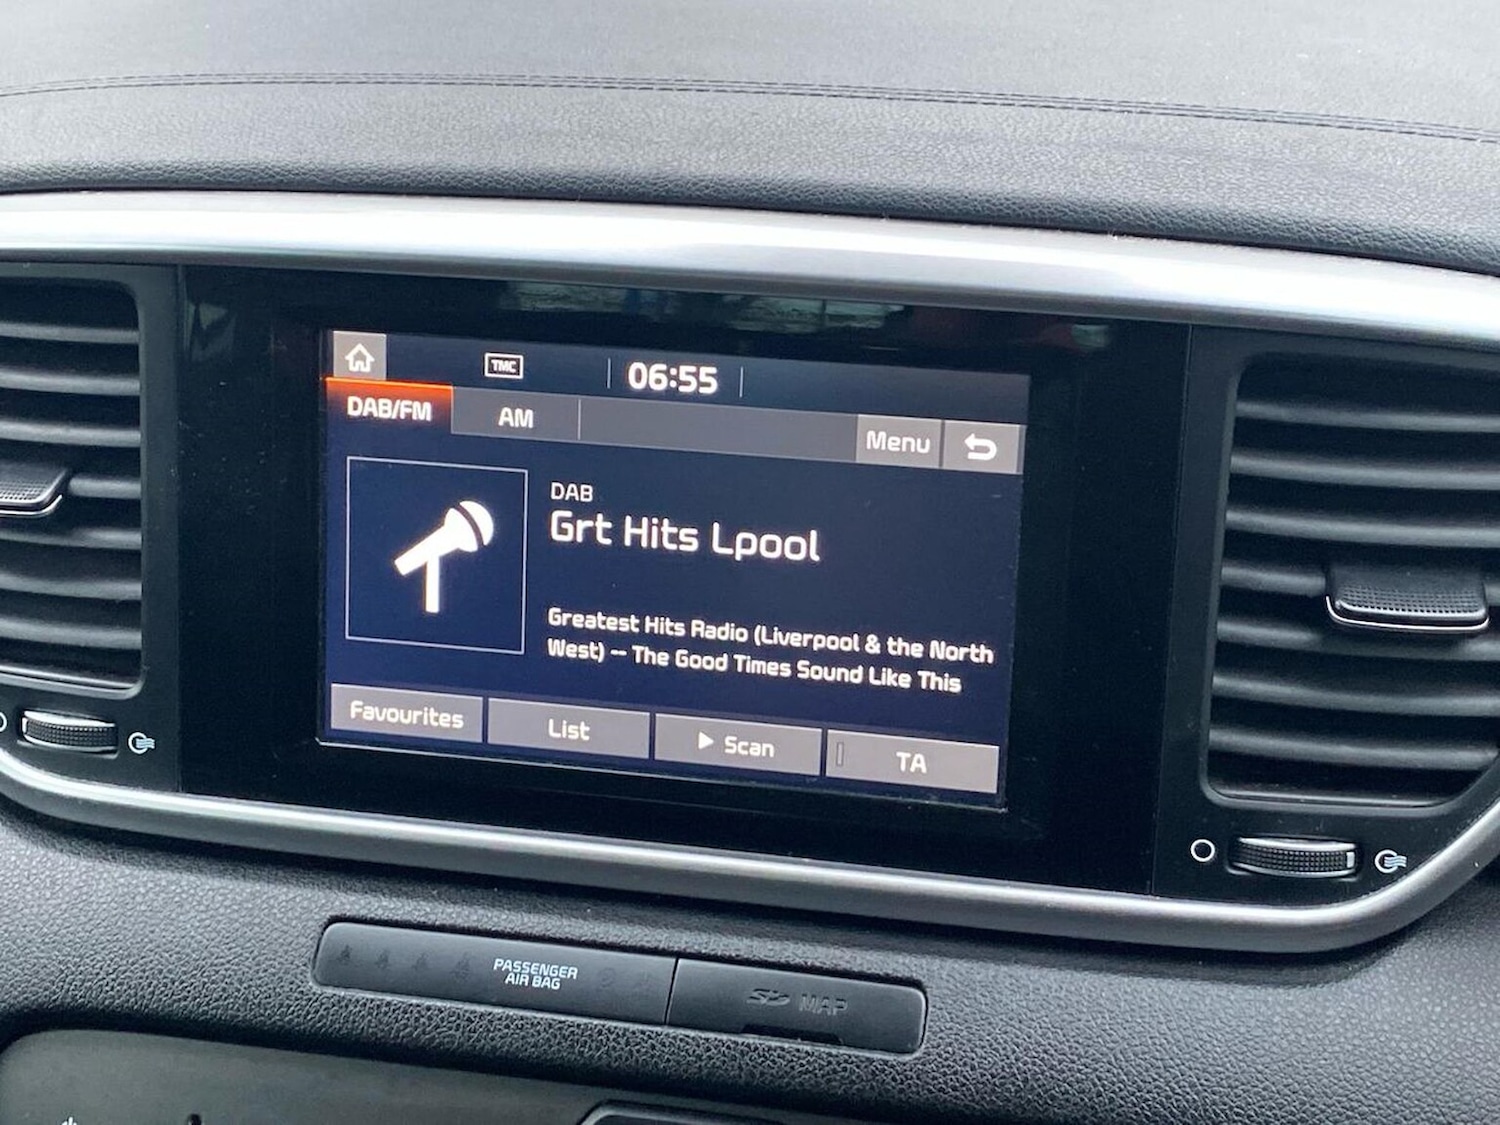 TMC
06:55
DAB/FM
AM
Menu
DAB
Grt Hits Lpool
Greatest Hits Radio (Liverpool & the North
West) -- The Good Times Sound Like This
Favourites
List
Scan
TA
PASSENGER
AIR BAG
SD MAP